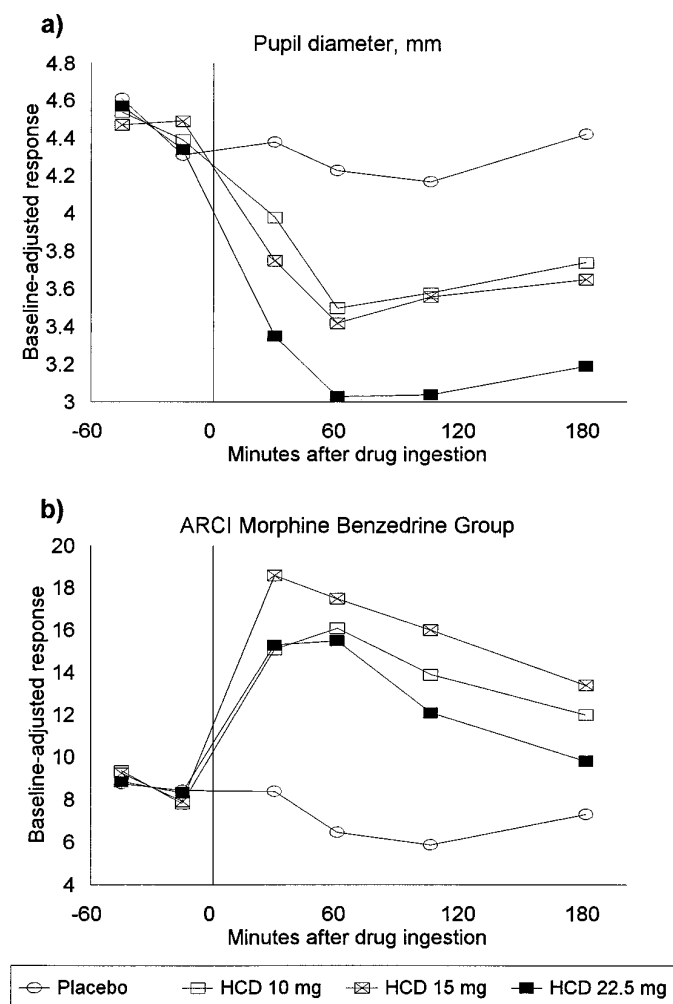 a)
Pupil diameter, mm
Baseline-adjusted response
4.8
4.6
4.4
4.2
4
3.8
3.6
3.4
3.2
3
-60 0 60 120 180
Minutes after drug ingestion
b)
ARCI Morphine Benzedrine Group
Baseline-adjusted response
20
18
16
14
12
10
8
6
4
-60 0 60 120 180
Minutes after drug ingestion
Placebo HCD 10 mg HCD 15 mg HCD 22.5 mg